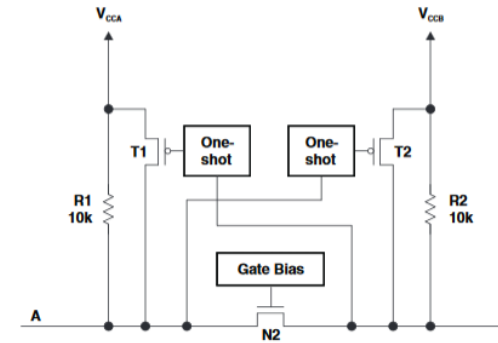 VCCA
VCCB
T1
One-
shot
One-
shot
T2
R1
10k
R2
10k
Gate Bias
A
N2